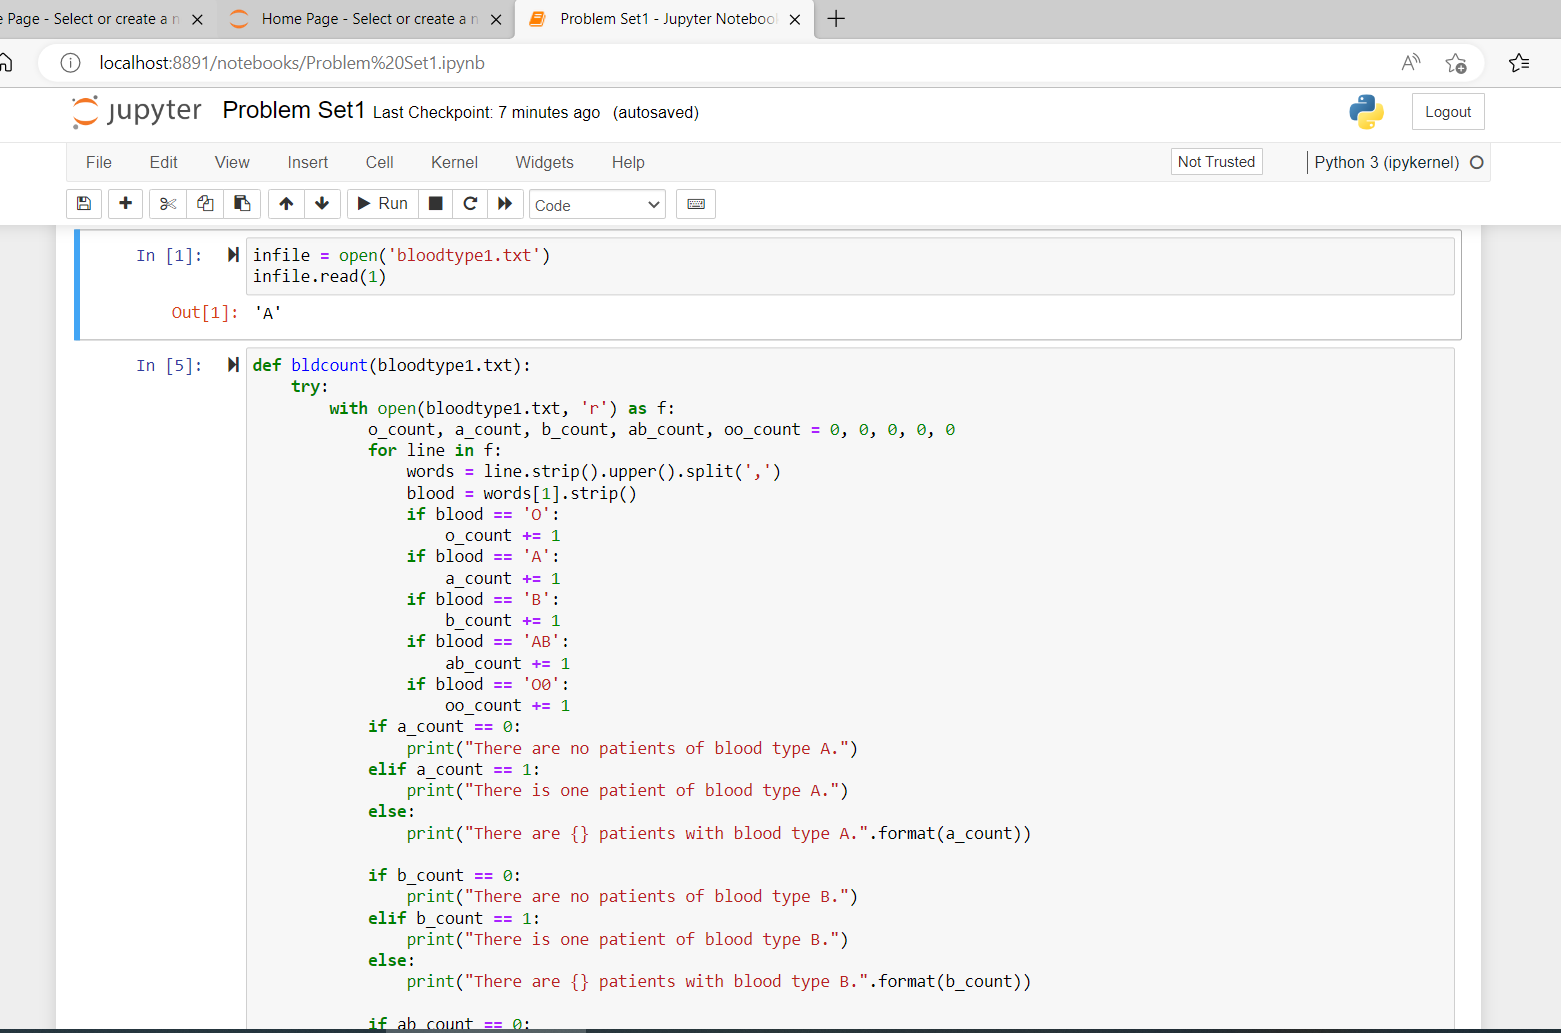 e Page - Select or create a n
Home Page - Select or create a n
Problem Set1 - Jupyter Noteboo
localhost:8891/notebooks/Problem%20Set1.ipynb
jupyter Problem Set1 Last Checkpoint: 7 minutes ago (autosaved)
Logout
File Edit View Insert Cell Kernel Widgets Help
Not Trusted
Python 3 (ipykernel)
Run
Code
In [1]:
infile = open('bloodtype1.txt')
infile.read(1)
Out[1]: 'A'
In [5]:
def bldcount(bloodtype1.txt):
    try:
        with open(bloodtype1.txt, 'r') as f:
            o_count, a_count, b_count, ab_count, oo_count = 0, 0, 0, 0, 0
            for line in f:
                words = line.strip().upper().split(',')
                blood = words[1].strip()
                if blood == 'O':
                    o_count += 1
                if blood == 'A':
                    a_count += 1
                if blood == 'B':
                    b_count += 1
                if blood == 'AB':
                    ab_count += 1
                if blood == 'OO':
                    oo_count += 1
            if a_count == 0:
                print("There are no patients of blood type A.")
            elif a_count == 1:
                print("There is one patient of blood type A.")
            else:
                print("There are {} patients with blood type A.".format(a_count))
            if b_count == 0:
                print("There are no patients of blood type B.")
            elif b_count == 1:
                print("There is one patient of blood type B.")
            else:
                print("There are {} patients with blood type B.".format(b_count))
            if ab_count == 0: